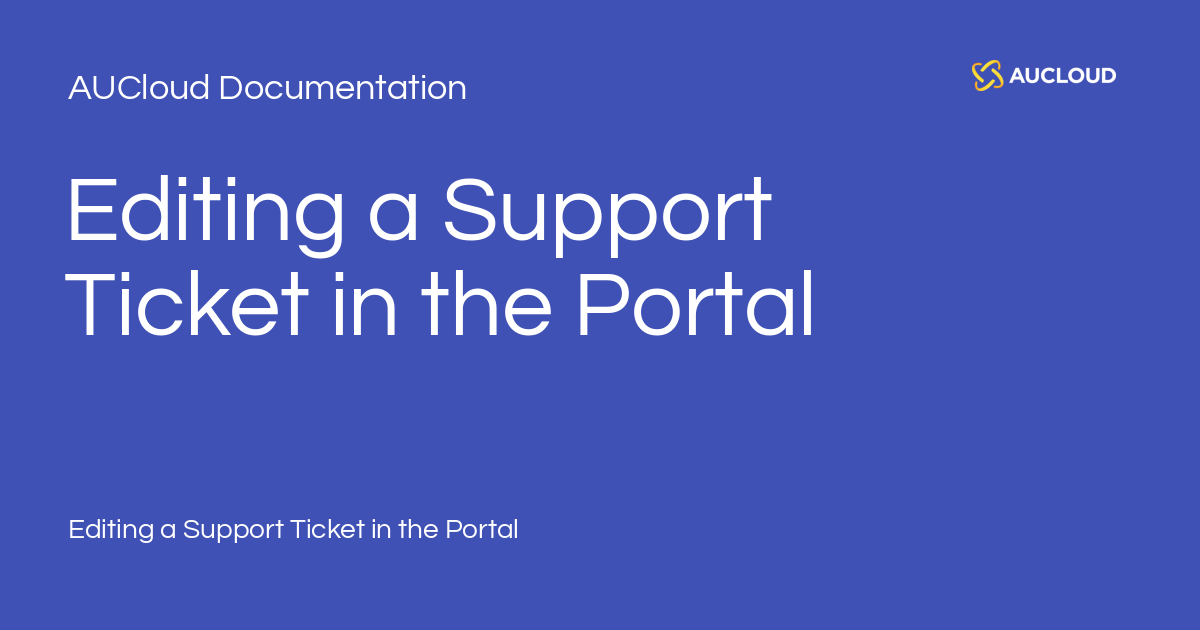 AUCloud Documentation
AUCLOUD
Editing a Support
Ticket in the Portal
Editing a Support Ticket in the Portal